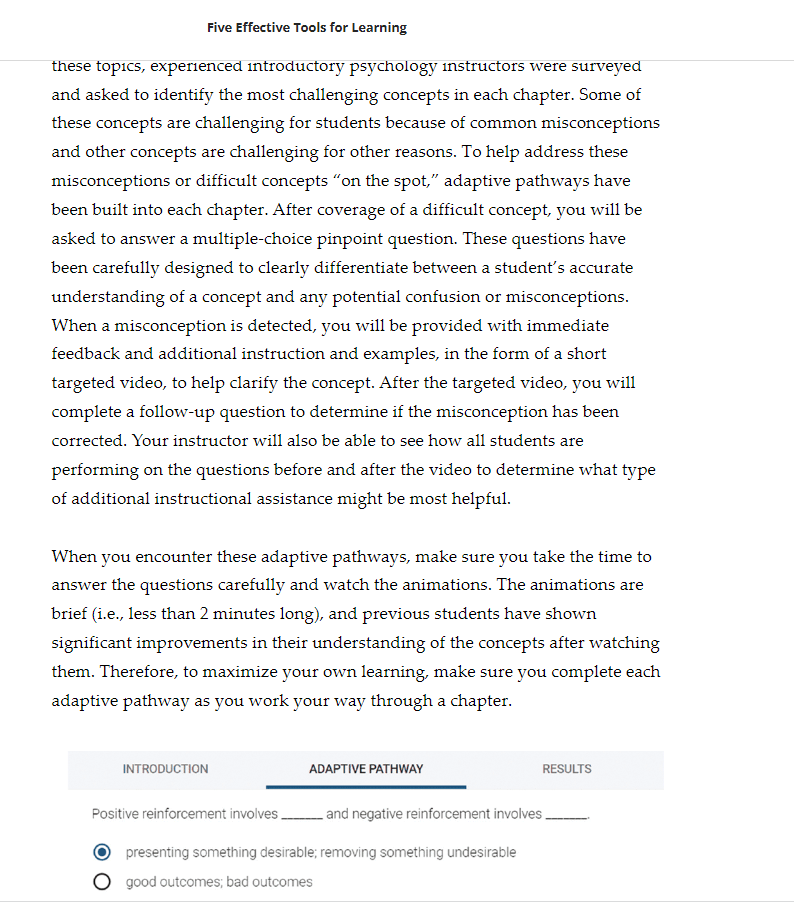 Five Effective Tools for Learning
these topics, experienced introductory psychology instructors were surveyed
and asked to identify the most challenging concepts in each chapter. Some of
these concepts are challenging for students because of common misconceptions
and other concepts are challenging for other reasons. To help address these
misconceptions or difficult concepts “on the spot,” adaptive pathways have
been built into each chapter. After coverage of a difficult concept, you will be
asked to answer a multiple-choice pinpoint question. These questions have
been carefully designed to clearly differentiate between a student’s accurate
understanding of a concept and any potential confusion or misconceptions.
When a misconception is detected, you will be provided with immediate
feedback and additional instruction and examples, in the form of a short
targeted video, to help clarify the concept. After the targeted video, you will
complete a follow-up question to determine if the misconception has been
corrected. Your instructor will also be able to see how all students are
performing on the questions before and after the video to determine what type
of additional instructional assistance might be most helpful.
When you encounter these adaptive pathways, make sure you take the time to
answer the questions carefully and watch the animations. The animations are
brief (i.e., less than 2 minutes long), and previous students have shown
significant improvements in their understanding of the concepts after watching
them. Therefore, to maximize your own learning, make sure you complete each
adaptive pathway as you work your way through a chapter.
INTRODUCTION ADAPTIVE PATHWAY RESULTS
Positive reinforcement involves ______ and negative reinforcement involves ______.
presenting something desirable; removing something undesirable
good outcomes; bad outcomes